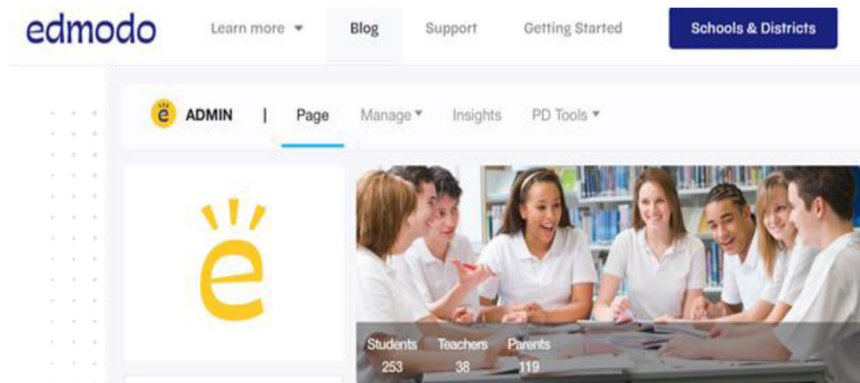 edmodo Learn more Blog Support Getting Started Schools & Districts
ë ADMIN | Page Manage Insights PD Tools
ë
Students Teachers Parents
253 38 119